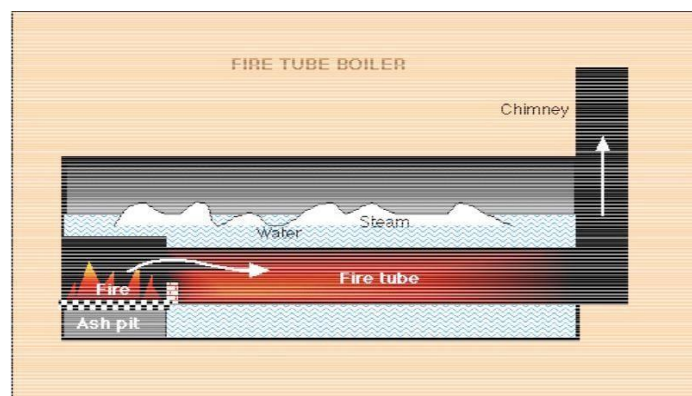 FIRE TUBE BOILER
Chimney
Steam
Water
Fire tube
Fire
Ash pit